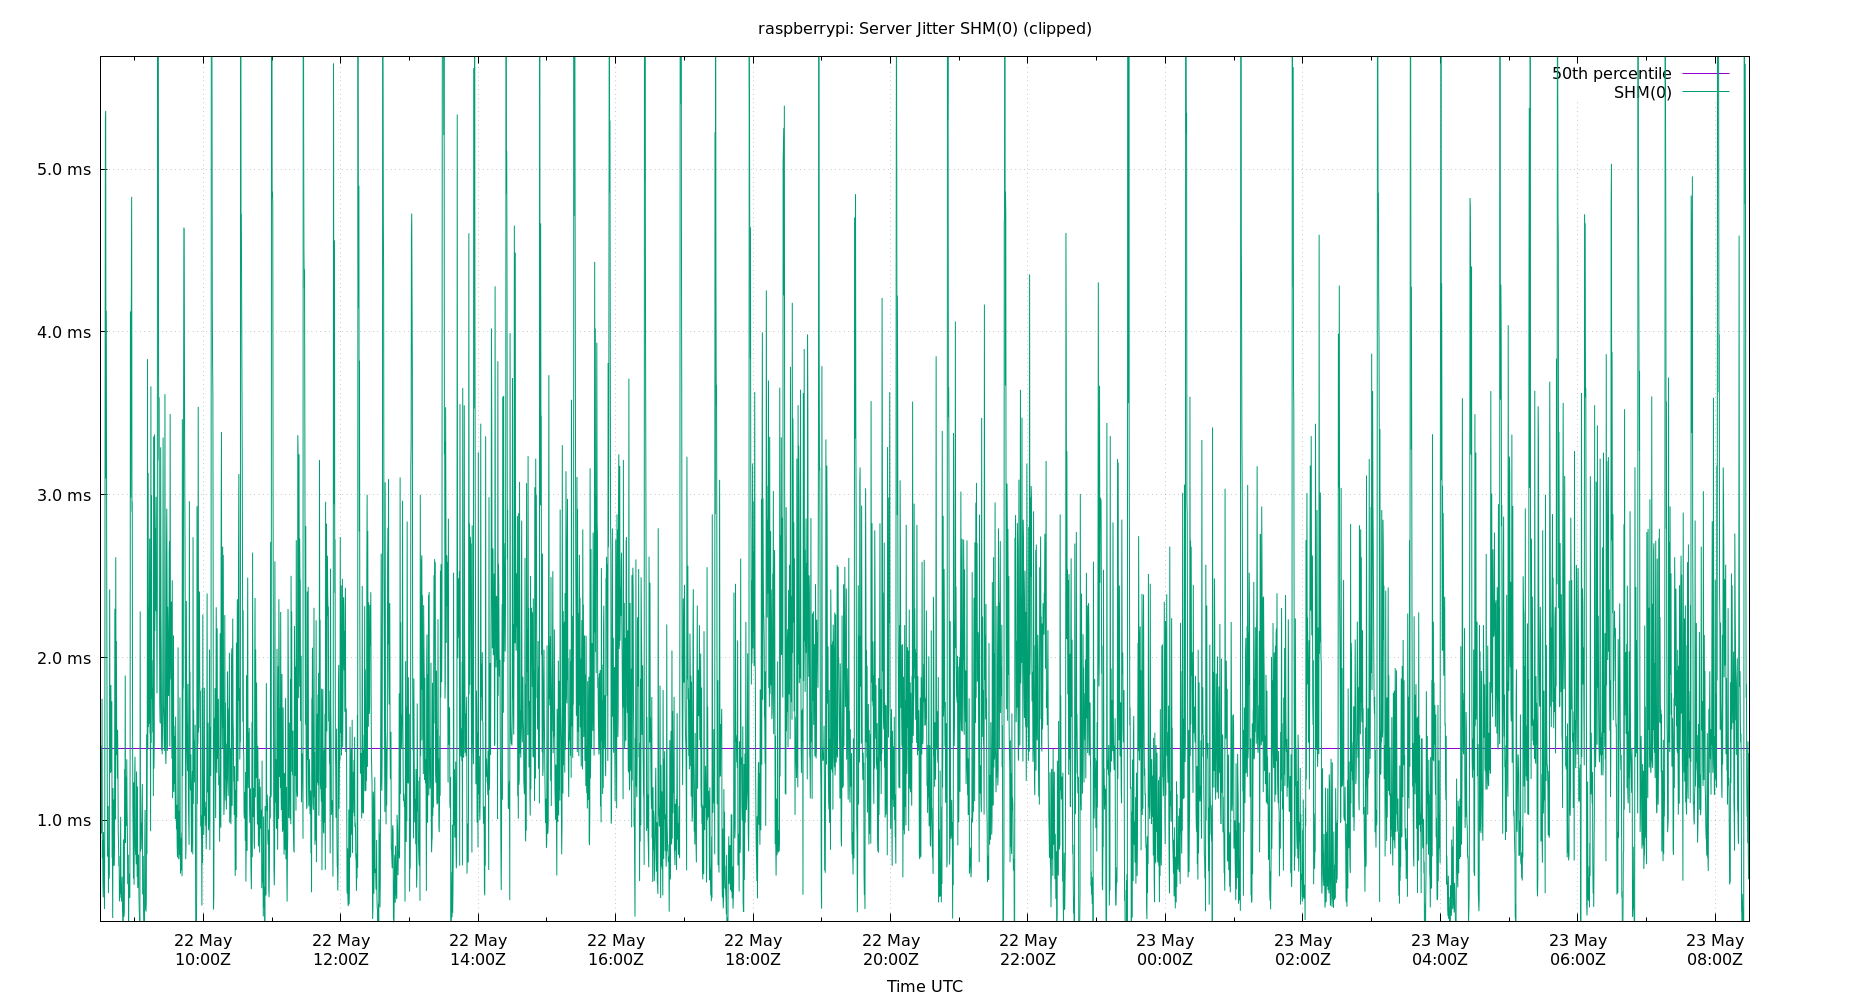 raspberrypi: Server Jitter SHM(0) (clipped)
50th percentile
SHM(0)
5.0 ms
4.0 ms
3.0 ms
2.0 ms
1.0 ms
22 May 22 May 22 May 22 May 22 May 22 May 22 May 23 May 23 May 23 May 23 May 23 May
10:00Z 12:00Z 14:00Z 16:00Z 18:00Z 20:00Z 22:00Z 00:00Z 02:00Z 04:00Z 06:00Z 08:00Z
Time UTC